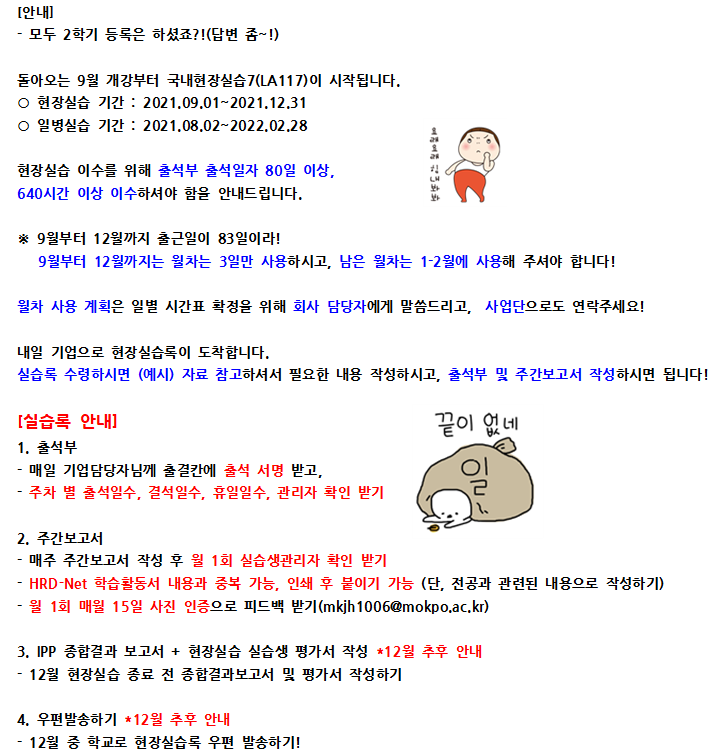 [안내]
- 모두 2학기 등록은 하셨죠?!(답변 좀~!)
돌아오는 9월 개강부터 국내현장실습7(LA117)이 시작됩니다.
○ 현장실습 기간 : 2021.09.01~2021.12.31
○ 일병실습 기간 : 2021.08.02~2022.02.28
요래요래 힘내봐봐
현장실습 이수를 위해 출석부 출석일자 80일 이상,
640시간 이상 이수하셔야 함을 안내드립니다.
※ 9월부터 12월까지 출근일이 83일이라!
9월부터 12월까지는 월차는 3일만 사용하시고, 남은 월차는 1-2월에 사용해 주셔야 합니다!
월차 사용 계획은 일별 시간표 확정을 위해 회사 담당자에게 말씀드리고, 사업단으로도 연락주세요!
내일 기업으로 현장실습록이 도착합니다.
실습록 수령하시면 (예시) 자료 참고하셔서 필요한 내용 작성하시고, 출석부 및 주간보고서 작성하시면 됩니다!
[실습록 안내]
끝이 없네
일
1. 출석부
- 매일 기업담당자님께 출결칸에 출석 서명 받고,
- 주차 별 출석일수, 결석일수, 휴일일수, 관리자 확인 받기
2. 주간보고서
- 매주 주간보고서 작성 후 월 1회 실습생관리자 확인 받기
- HRD-Net 학습활동서 내용과 중복 가능, 인쇄 후 붙이기 가능 (단, 전공과 관련된 내용으로 작성하기)
- 월 1회 매월 15일 사진 인증으로 피드백 받기(mkjh1006@mokpo.ac.kr)
3. IPP 종합결과 보고서 + 현장실습 실습생 평가서 작성 *12월 추후 안내
- 12월 현장실습 종료 전 종합결과보고서 및 평가서 작성하기
4. 우편발송하기 *12월 추후 안내
- 12월 중 학교로 현장실습록 우편 발송하기!